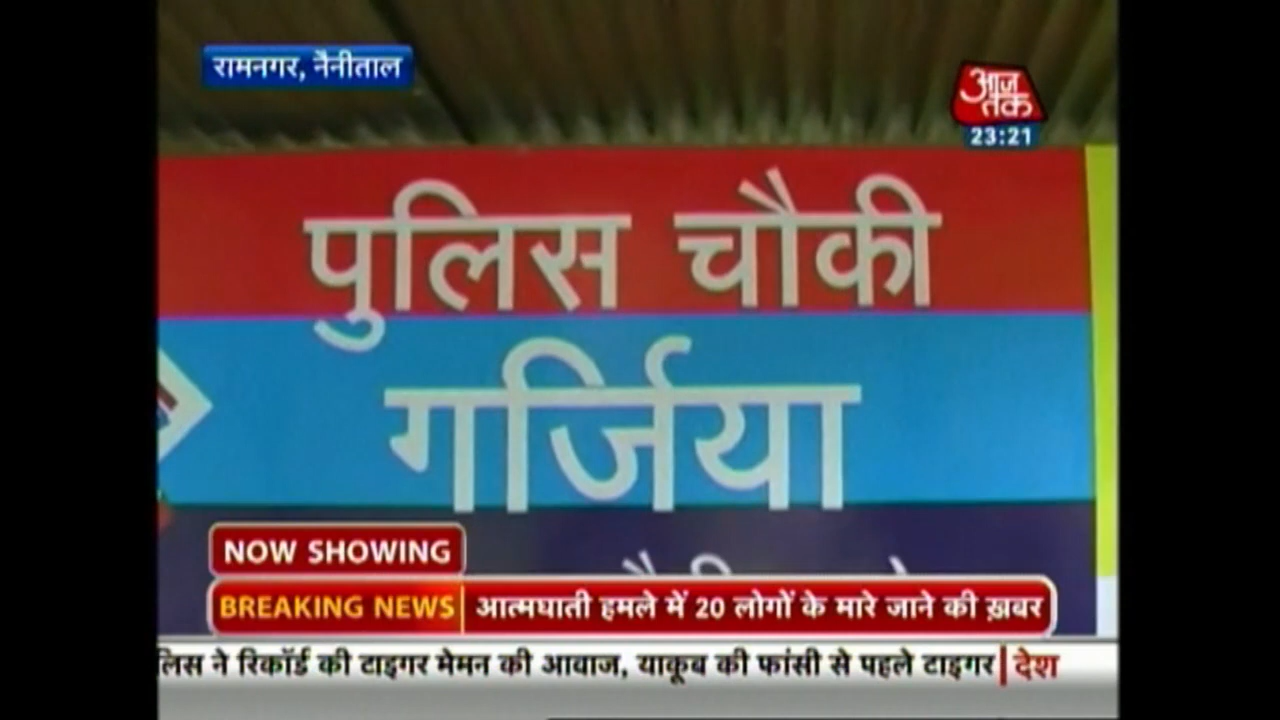 रामनगर, नैनीताल
आज
तक
23:21
पुलिस चौकी
गर्जिया
NOW SHOWING
BREAKING NEWS आत्मघाती हमले में 20 लोगों के मारे जाने की ख़बर
लिस ने रिकॉर्ड की टाइगर मेमन की आवाज, याकूब की फांसी से पहले टाइगर देश